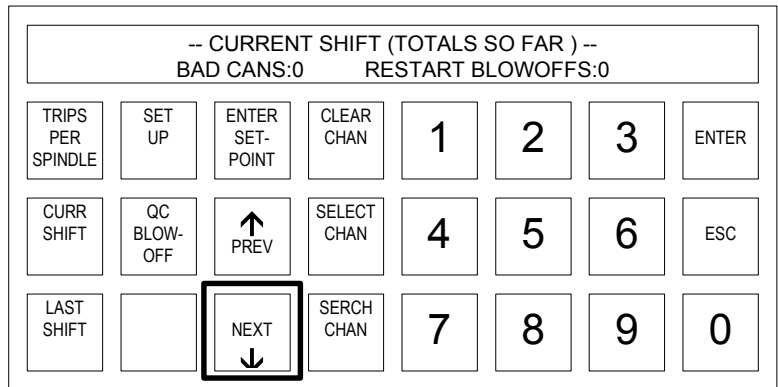 -- CURRENT SHIFT (TOTALS SO FAR ) --
BAD CANS:0 RESTART BLOWOFFS:0
TRIPS
PER
SPINDLE
SET
UP
ENTER
SET-
POINT
CLEAR
CHAN
1
2
3
ENTER
CURR
SHIFT
QC
BLOW-
OFF
PREV
SELECT
CHAN
4
5
6
ESC
LAST
SHIFT
NEXT
SERCH
CHAN
7
8
9
0